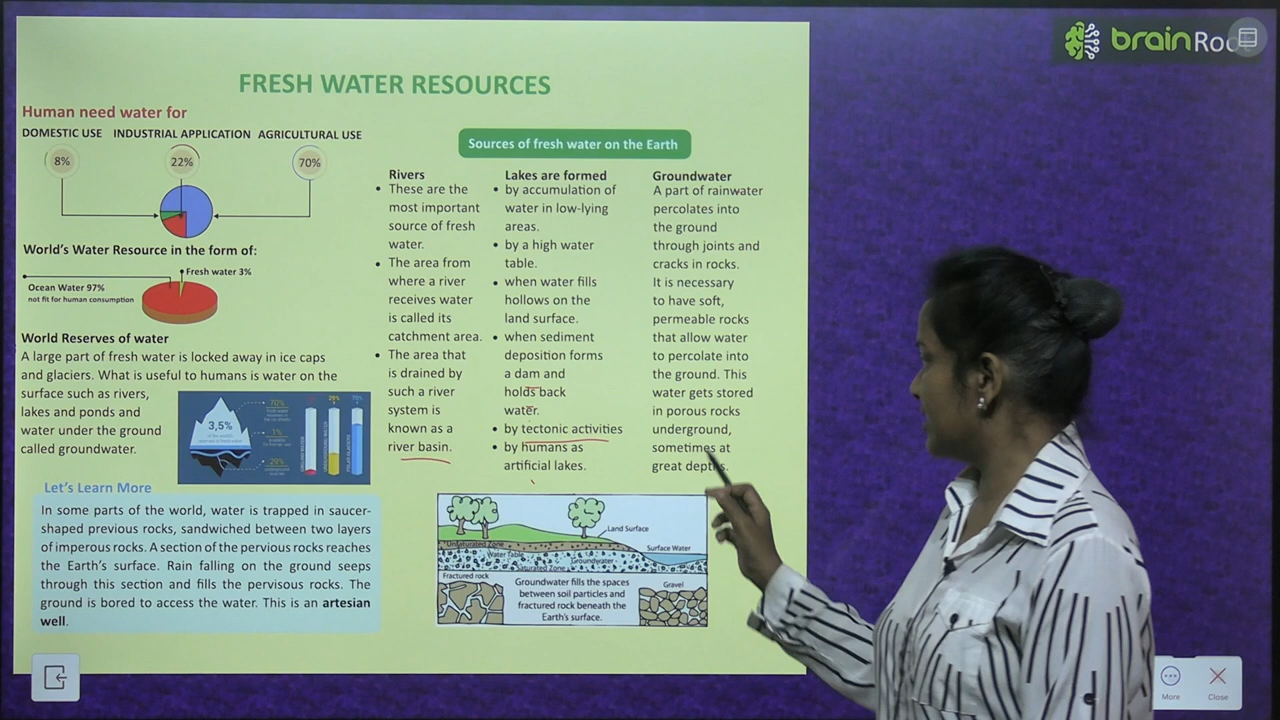 brainRoo
FRESH WATER RESOURCES
Human need water for
DOMESTIC USE INDUSTRIAL APPLICATION AGRICULTURAL USE
8% 22% 70%
World's Water Resource in the form of:
Fresh water 3%
Ocean Water 97%
not fit for human consumption
World Reserves of water
A large part of fresh water is locked away in ice caps
and glaciers. What is useful to humans is water on the
surface such as rivers,
lakes and ponds and
water under the ground
called groundwater.
3,5%
70%
1%
29%
29%
70%
GROUND WATER
POLAR GLACIERS
Let's Learn More
In some parts of the world, water is trapped in saucer-
shaped previous rocks, sandwiched between two layers
of imperous rocks. A section of the pervious rocks reaches
the Earth's surface. Rain falling on the ground seeps
through this section and fills the pervisous rocks. The
ground is bored to access the water. This is an artesian
well.
Sources of fresh water on the Earth
Rivers
• These are the
most important
source of fresh
water.
• The area from
where a river
receives water
is called its
catchment area.
• The area that
is drained by
such a river
system is
known as a
river basin.
Lakes are formed
• by accumulation of
water in low-lying
areas.
• by a high water
table.
• when water fills
hollows on the
land surface.
• when sediment
deposition forms
a dam and
holds back
water.
• by tectonic activities
• by humans as
artificial lakes.
Groundwater
A part of rainwater
percolates into
the ground
through joints and
cracks in rocks.
It is necessary
to have soft,
permeable rocks
that allow water
to percolate into
the ground. This
water gets stored
in porous rocks
underground,
sometimes at
great depths.
Land Surface
Unsaturated Zone
Surface Water
Water Table
Groundwater
Saturated Zone
Fractured rock
Gravel
Groundwater fills the spaces
between soil particles and
fractured rock beneath the
Earth's surface.
More
Close